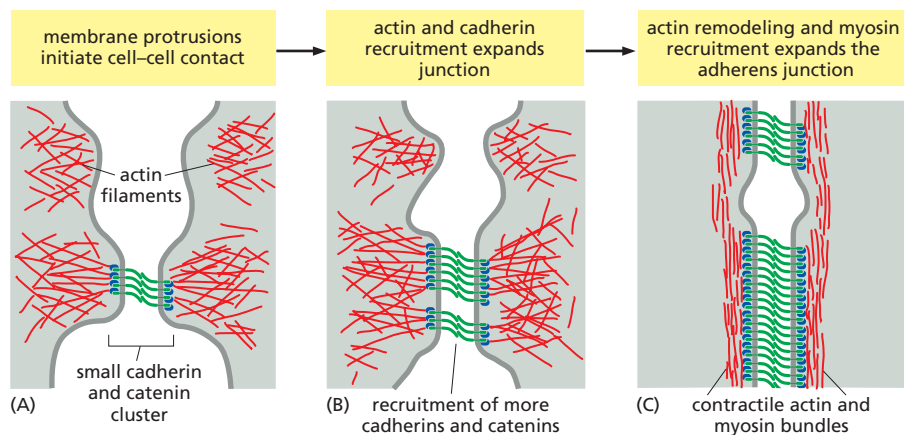 membrane protrusions
initiate cell–cell contact
actin and cadherin
recruitment expands
junction
actin remodeling and myosin
recruitment expands the
adherens junction
actin
filaments
small cadherin
and catenin
cluster
(A)
recruitment of more
cadherins and catenins
(B)
contractile actin and
myosin bundles
(C)